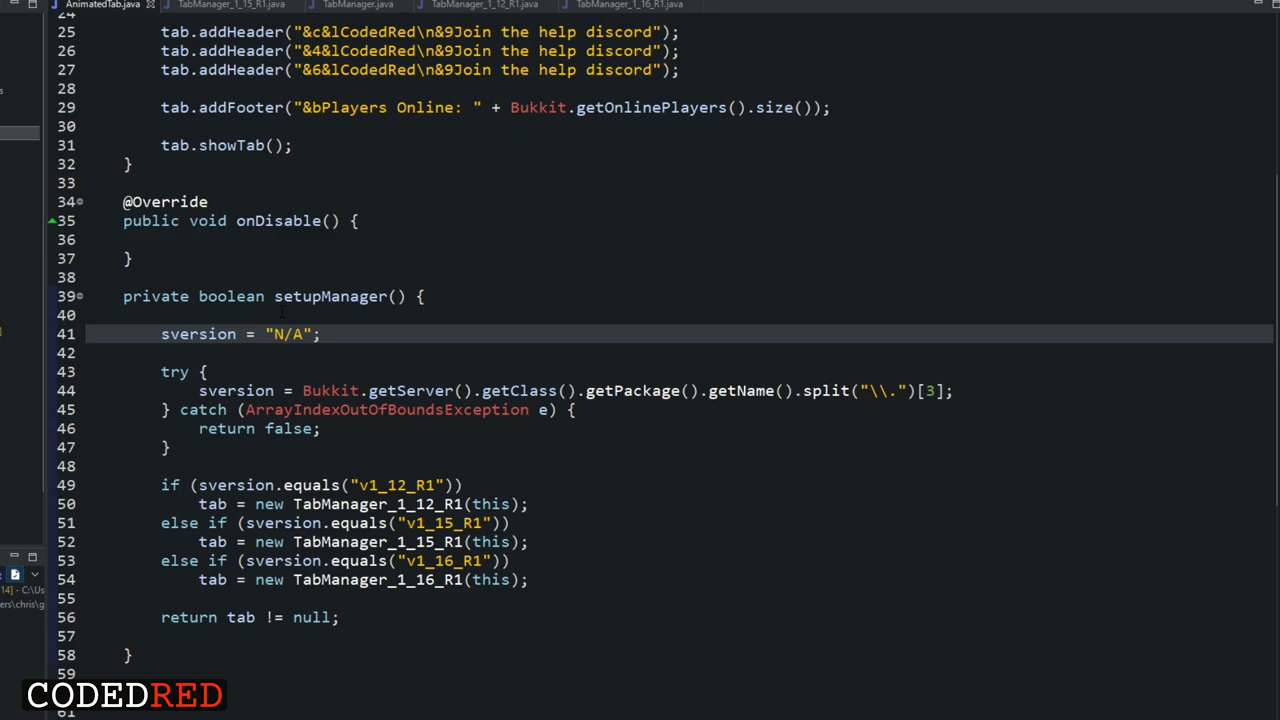 AnimatedTab.java TabManager_1_15_R1.java TabManager.java TabManager_1_12_R1.java TabManager_1_16_R1.java
24
25 tab.addHeader("&c&lCodedRed\n&9Join the help discord");
26 tab.addHeader("&4&lCodedRed\n&9Join the help discord");
27 tab.addHeader("&6&lCodedRed\n&9Join the help discord");
28
29 tab.addFooter("&bPlayers Online: " + Bukkit.getOnlinePlayers().size());
30
31 tab.showTab();
32 }
33
34 @Override
35 public void onDisable() {
36
37 }
38
39 private boolean setupManager() {
40
41 sversion = "N/A";
42
43 try {
44 sversion = Bukkit.getServer().getClass().getPackage().getName().split("\\.")[3];
45 } catch (ArrayIndexOutOfBoundsException e) {
46 return false;
47 }
48
49 if (sversion.equals("v1_12_R1"))
50 tab = new TabManager_1_12_R1(this);
51 else if (sversion.equals("v1_15_R1"))
52 tab = new TabManager_1_15_R1(this);
53 else if (sversion.equals("v1_16_R1"))
54 tab = new TabManager_1_16_R1(this);
55
56 return tab != null;
57
58 }
59
61
14] - C:\Us
ers\chris\g
CODEDRED